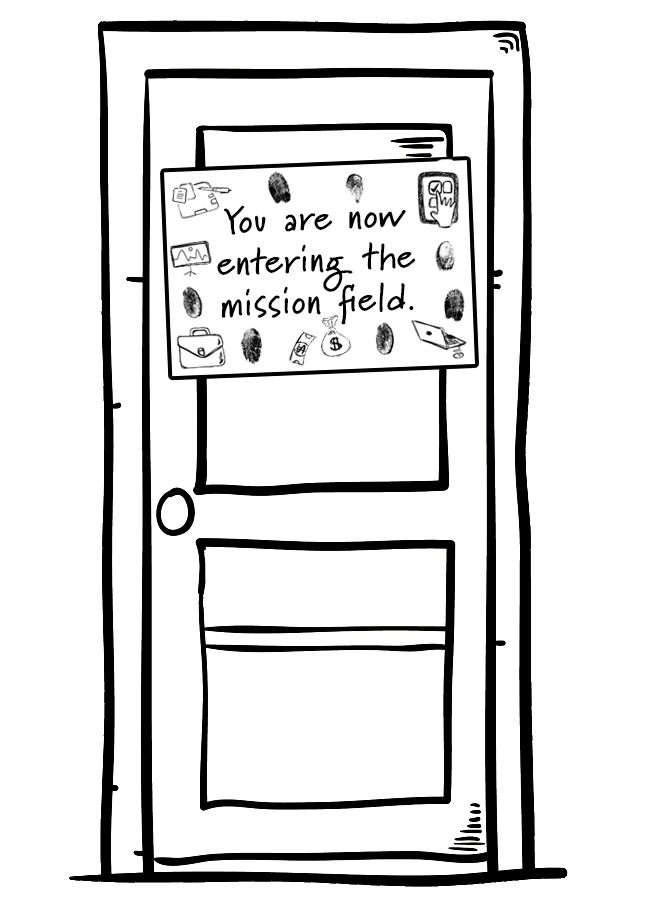 You are now
entering the
mission field.
$
$